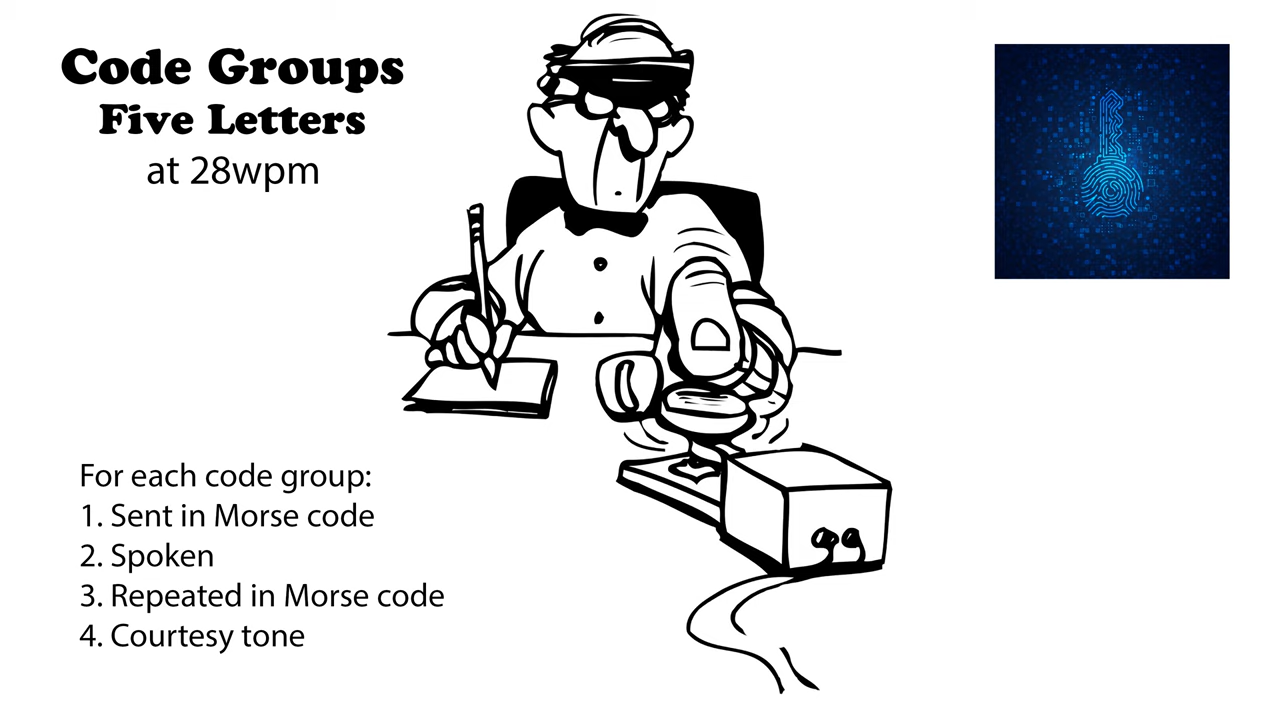 Code Groups
Five Letters
at 28wpm
For each code group:
1. Sent in Morse code
2. Spoken
3. Repeated in Morse code
4. Courtesy tone